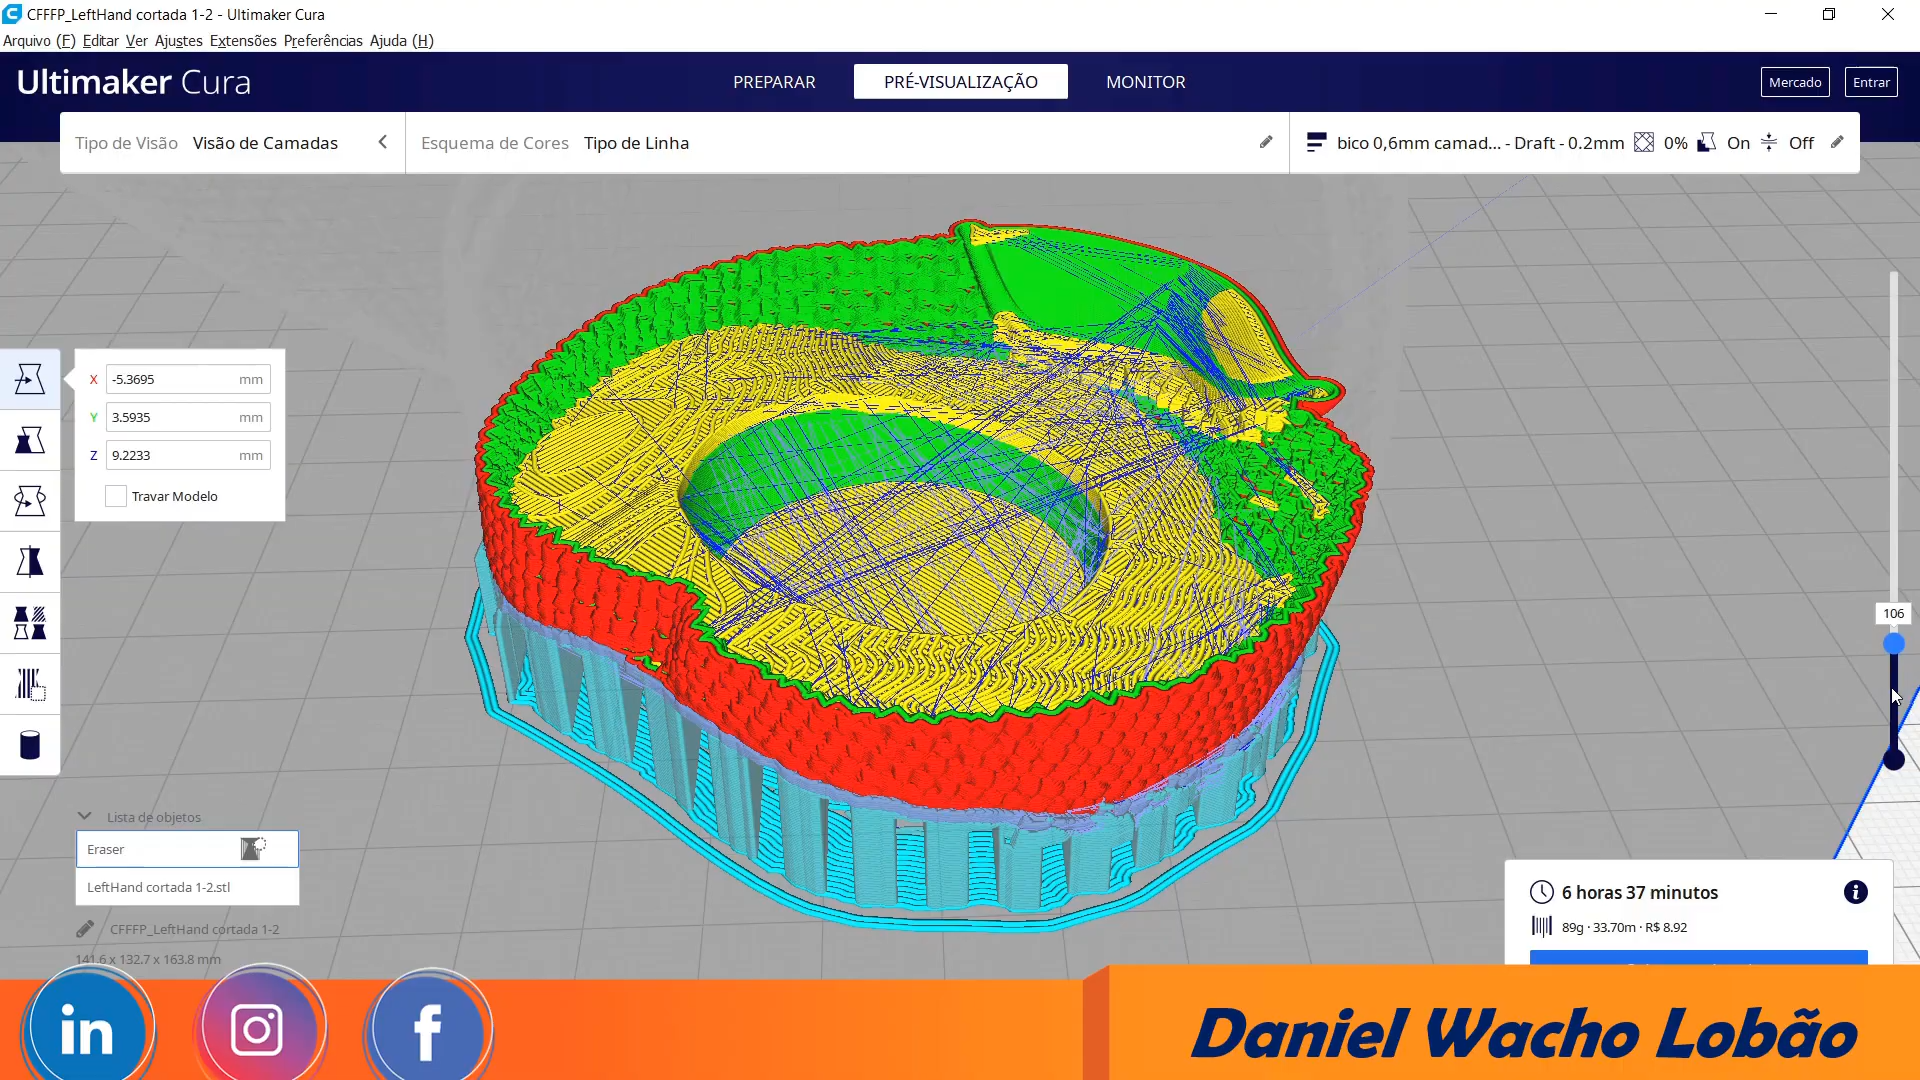 CFFFP_LeftHand cortada 1-2 - Ultimaker Cura
Arquivo (F) Editar Ver Ajustes Extensões Preferências Ajuda (H)
Ultimaker Cura
PREPARAR
PRÉ-VISUALIZAÇÃO
MONITOR
Mercado
Entrar
Tipo de Visão Visão de Camadas
Esquema de Cores Tipo de Linha
bico 0,6mm camad... - Draft - 0.2mm 0% On Off
X -5.3695 mm
Y 3.5935 mm
Z 9.2233 mm
Travar Modelo
106
Lista de objetos
Eraser
LeftHand cortada 1-2.stl
CFFFP_LeftHand cortada 1-2
141.6 x 132.7 x 163.8 mm
6 horas 37 minutos
89g · 33.70m · R$ 8.92
in
f
Daniel Wacho Lobão